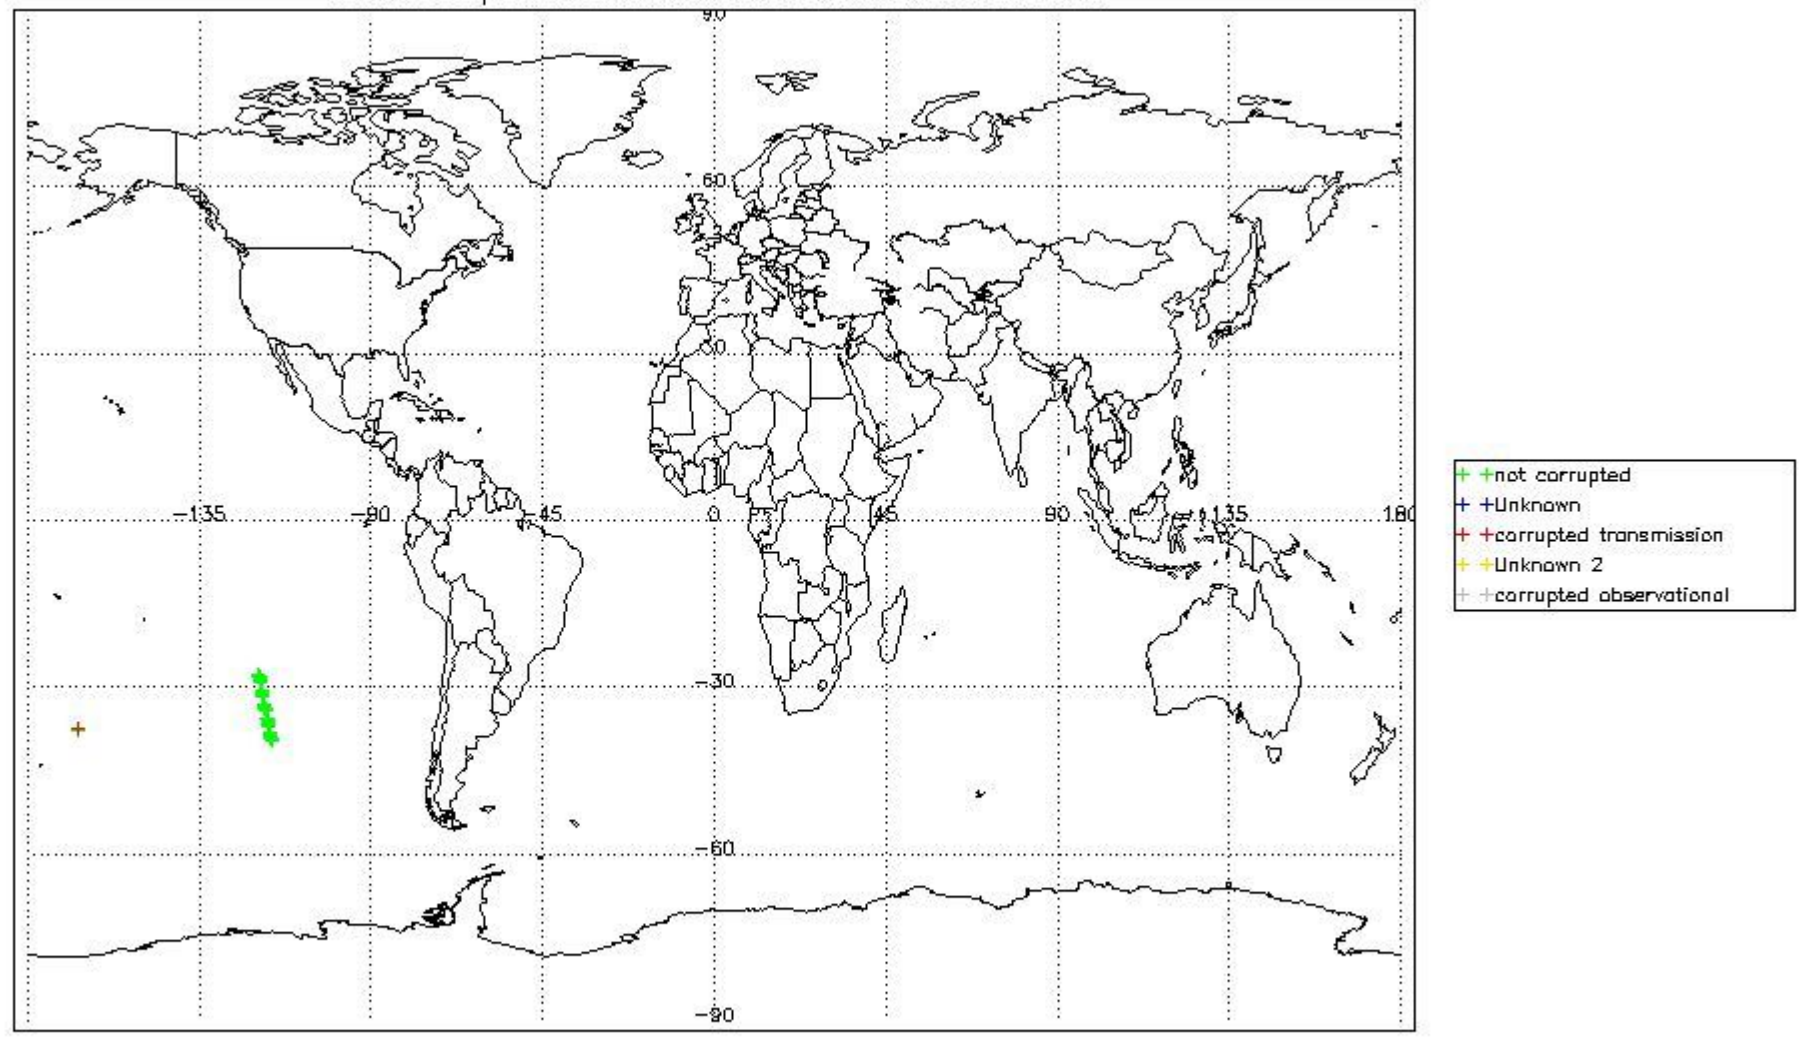 90
60
30
-135 -90 -45 0 45 90 135 180
-30
-60
-90
not corrupted
Unknown
corrupted transmission
Unknown 2
corrupted observational